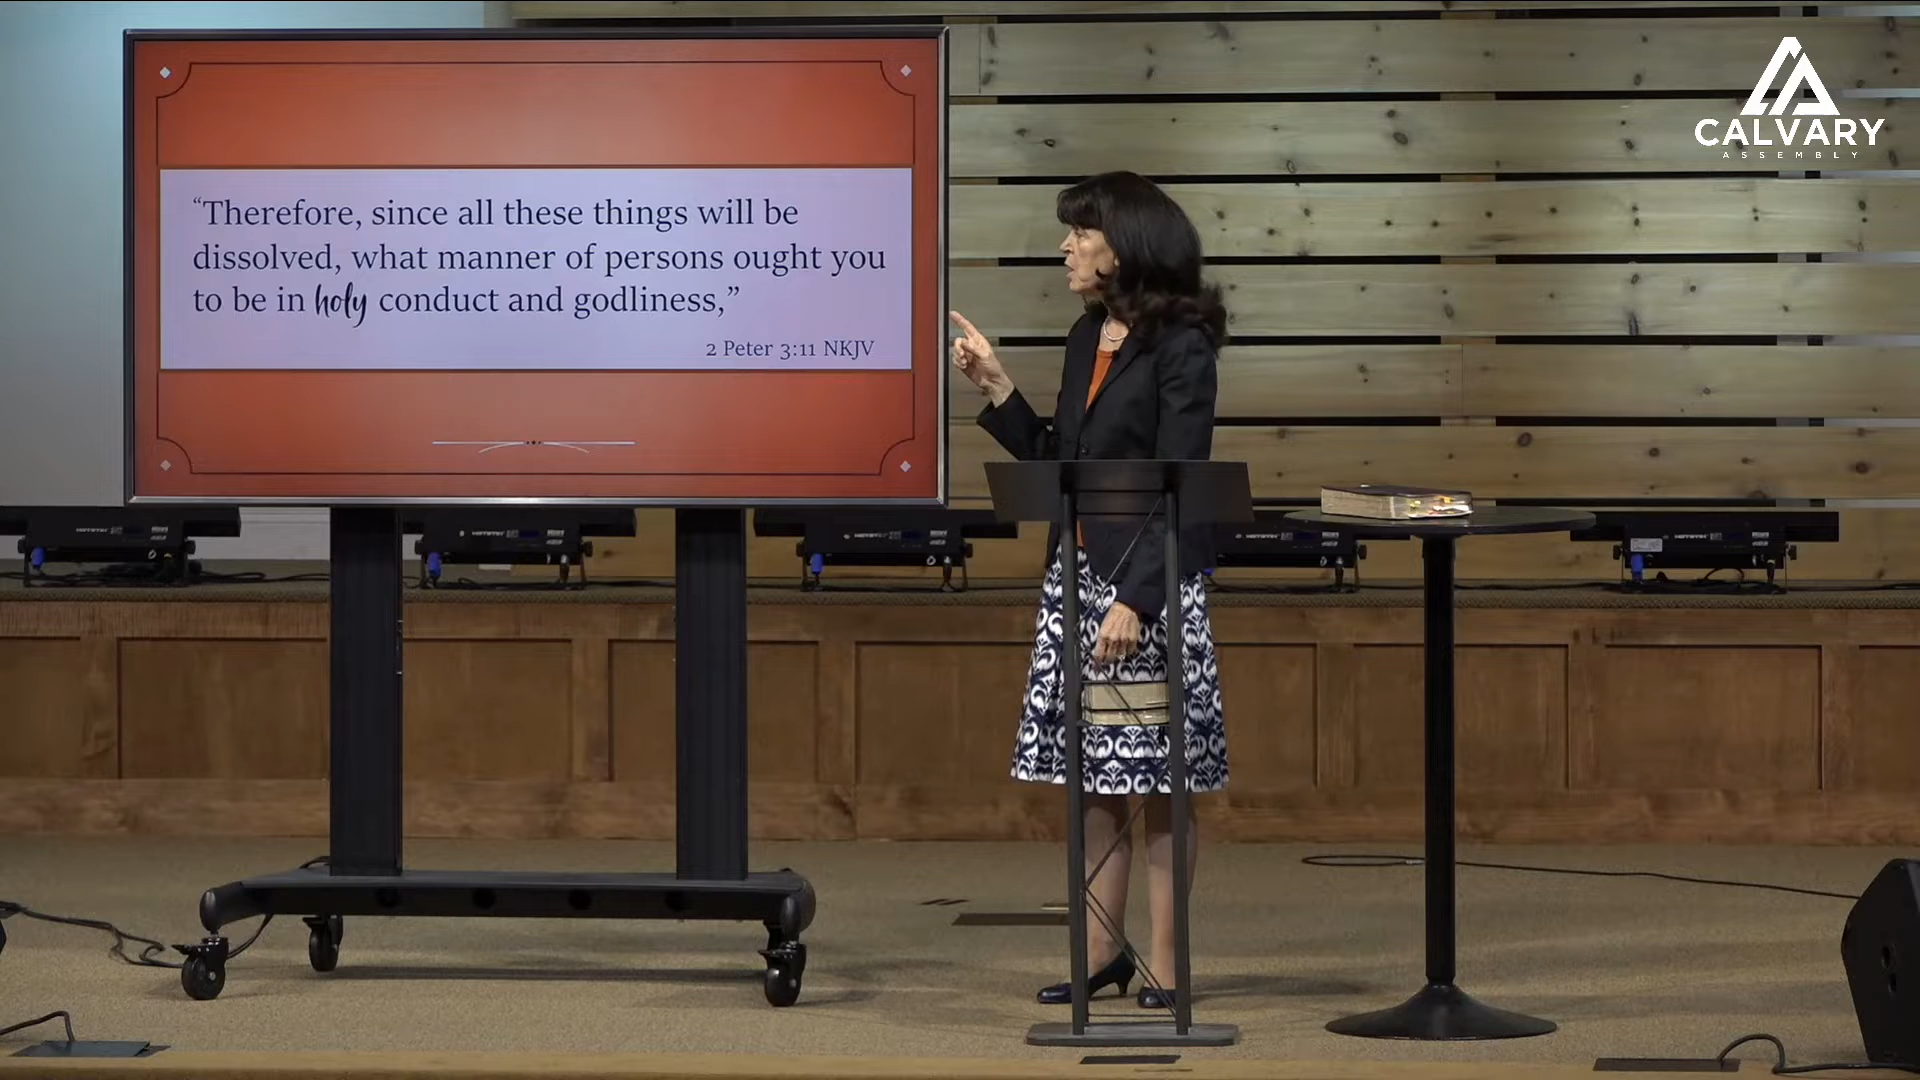 “Therefore, since all these things will be
dissolved, what manner of persons ought you
to be in holy conduct and godliness,”
2 Peter 3:11 NKJV
CALVARY
ASSEMBLY